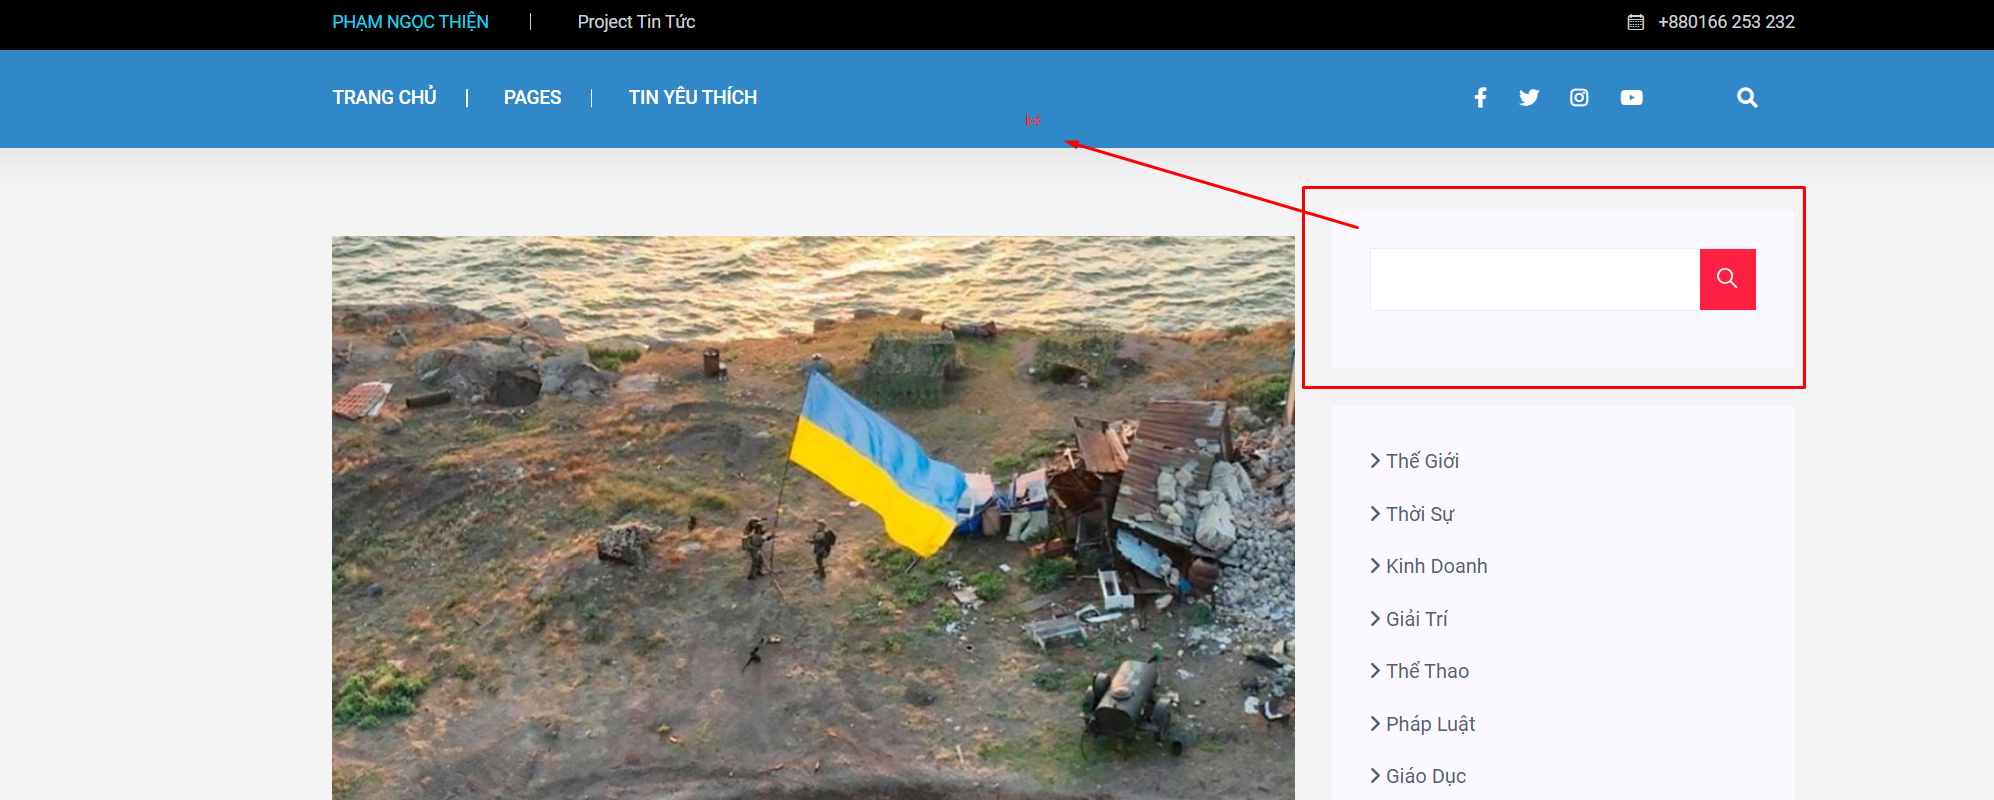 PHẠM NGỌC THIỆN | Project Tin Tức +880166 253 232
TRANG CHỦ | PAGES | TIN YÊU THÍCH
Thế Giới
Thời Sự
Kinh Doanh
Giải Trí
Thể Thao
Pháp Luật
Giáo Dục